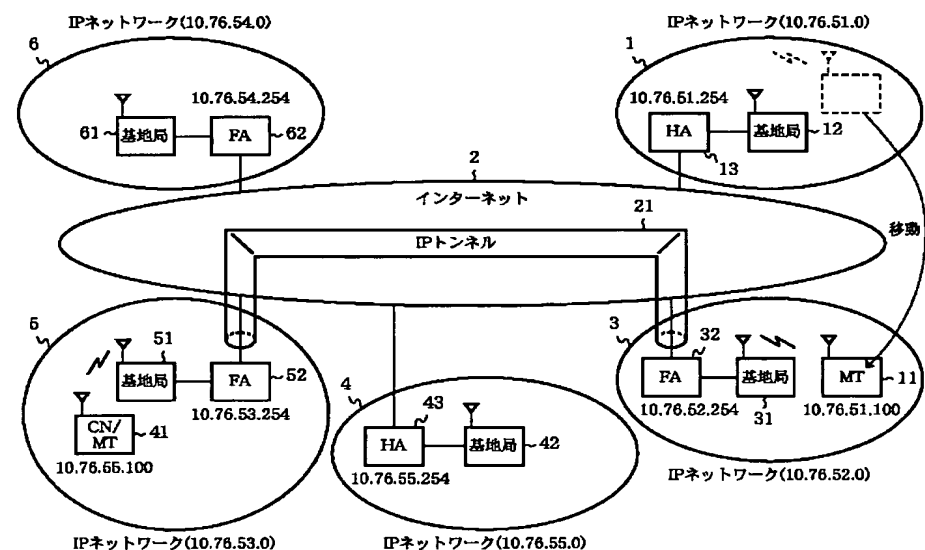 IPネットワーク(10.76.54.0)
6
10.76.54.254
61
基地局
FA
62
IPネットワーク(10.76.51.0)
1
10.76.51.254
HA
基地局
12
13
2
インターネット
21
IPトンネル
移動
5
51
基地局
FA
52
10.76.53.254
CN/
MT
41
10.76.55.100
IPネットワーク(10.76.53.0)
4
43
HA
基地局
42
10.76.55.254
IPネットワーク(10.76.55.0)
3
32
FA
基地局
MT
11
10.76.52.254
31
10.76.51.100
IPネットワーク(10.76.52.0)